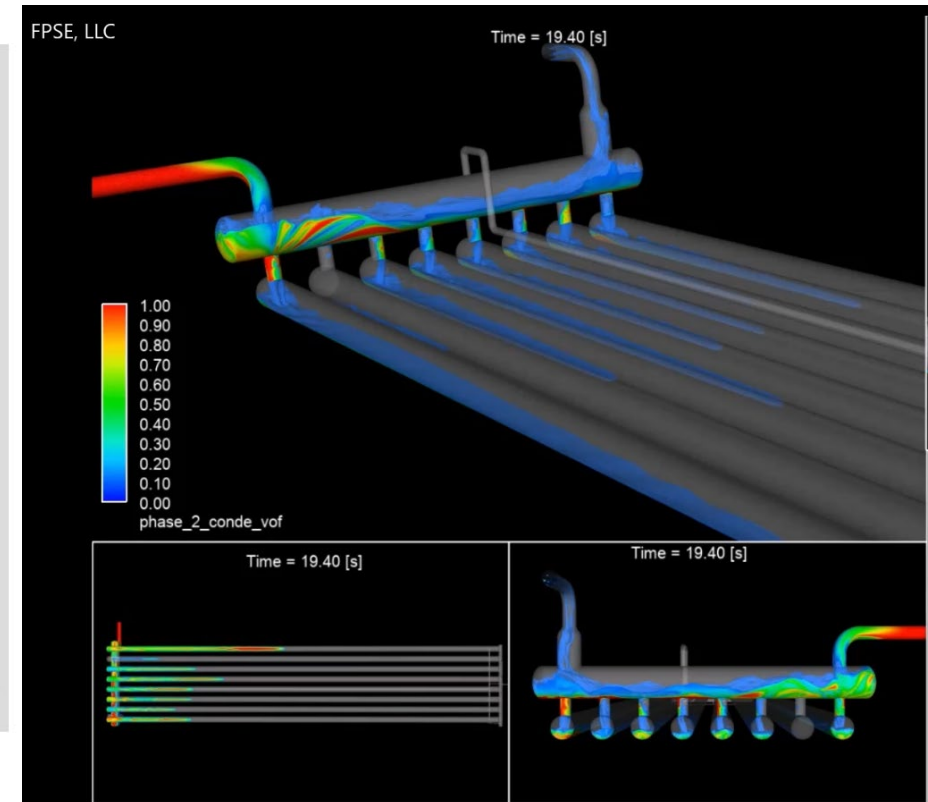 FPSE, LLC
Time = 19.40 [s]
1.00
0.90
0.80
0.70
0.60
0.50
0.40
0.30
0.20
0.10
0.00
phase_2_conde_vof
Time = 19.40 [s]
Time = 19.40 [s]